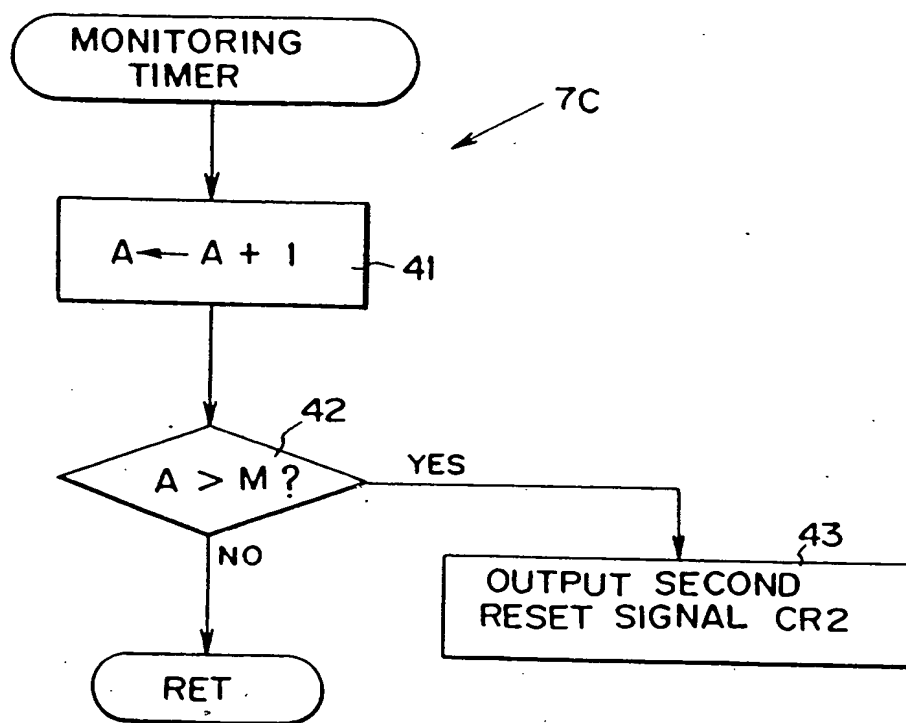 MONITORING
TIMER
7C
A ← A + 1
41
42
A > M ?
YES
NO
43
OUTPUT SECOND
RESET SIGNAL CR2
RET